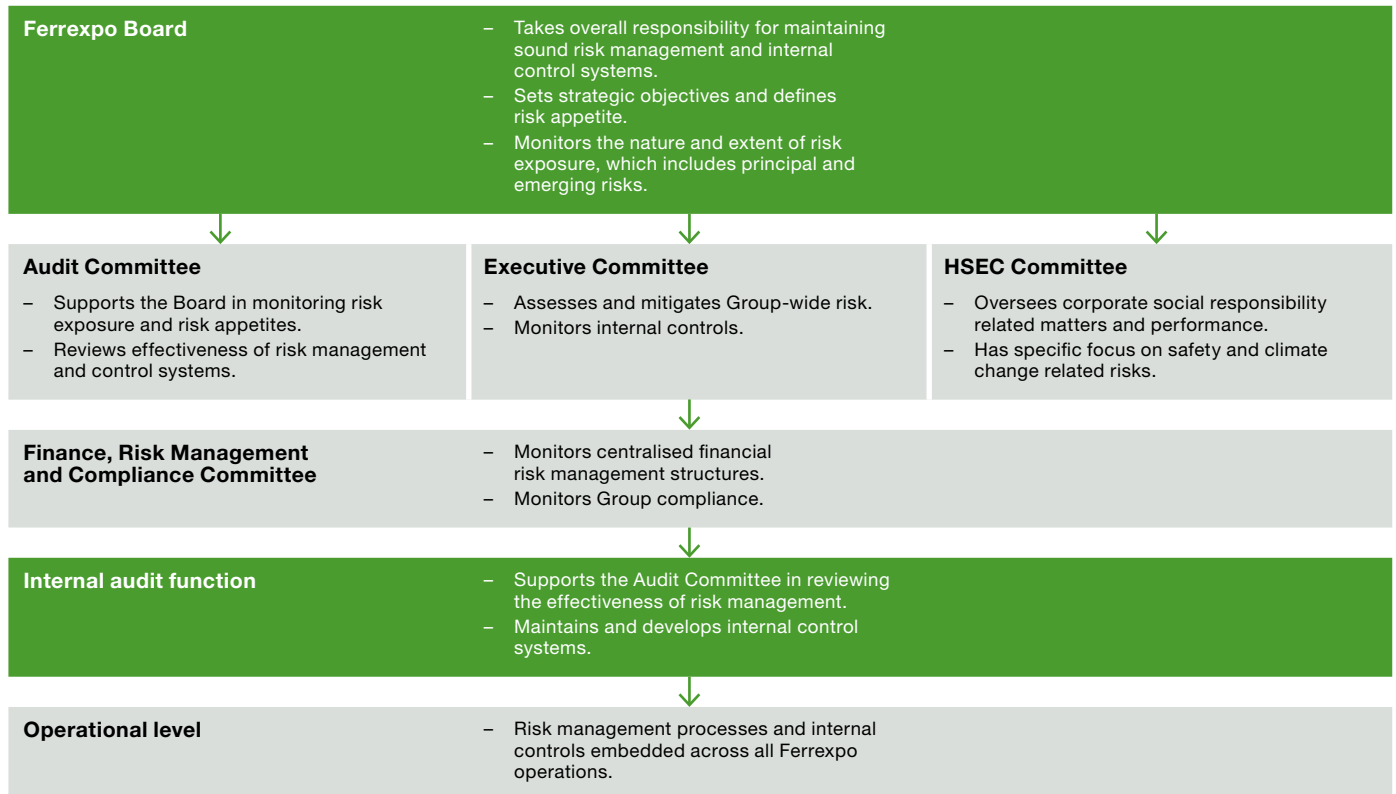 Ferrexpo Board
– Takes overall responsibility for maintaining
sound risk management and internal
control systems.
– Sets strategic objectives and defines
risk appetite.
– Monitors the nature and extent of risk
exposure, which includes principal and
emerging risks.
Audit Committee
– Supports the Board in monitoring risk
exposure and risk appetites.
– Reviews effectiveness of risk management
and control systems.
Executive Committee
– Assesses and mitigates Group-wide risk.
– Monitors internal controls.
HSEC Committee
– Oversees corporate social responsibility
related matters and performance.
– Has specific focus on safety and climate
change related risks.
Finance, Risk Management
and Compliance Committee
– Monitors centralised financial
risk management structures.
– Monitors Group compliance.
Internal audit function
– Supports the Audit Committee in reviewing
the effectiveness of risk management.
– Maintains and develops internal control
systems.
Operational level
– Risk management processes and internal
controls embedded across all Ferrexpo
operations.